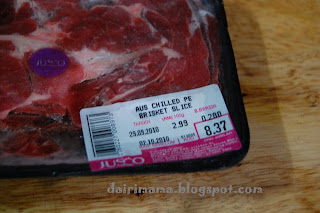 JUSCO
AUS CHILLED PE
BRISKET SLICE
29.09.2010 2.99 0.280
02.10.2010 8.37
JUSCO
dairimama.blogspot.com